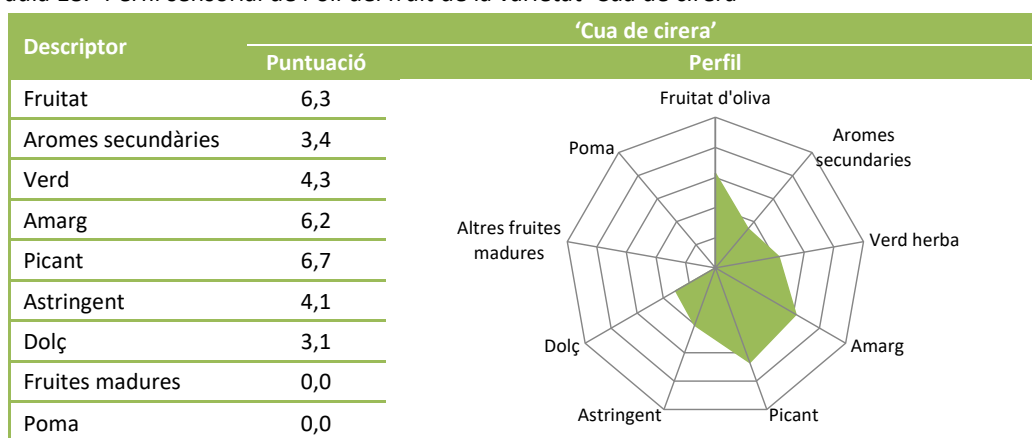 ‘Cua de cirera’
Descriptor
Puntuació Perfil
Fruitat 6,3
Aromes secundàries 3,4
Verd 4,3
Amarg 6,2
Picant 6,7
Astringent 4,1
Dolç 3,1
Fruites madures 0,0
Poma 0,0
Fruitat d'oliva
Aromes
secundaries
Verd herba
Amarg
Picant
Astringent
Dolç
Altres fruites
madures
Poma